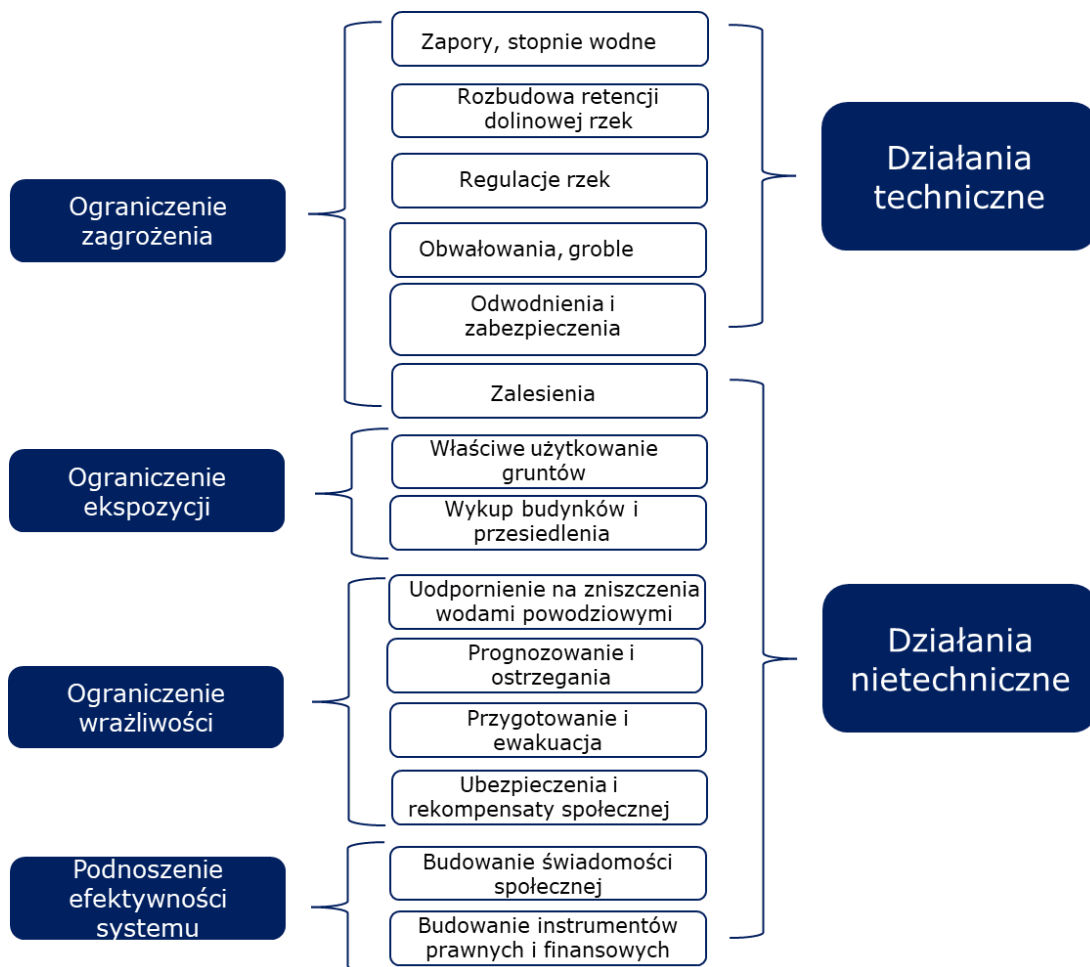 Zapory, stopnie wodne
Rozbudowa retencji
dolinowej rzek
Regulacje rzek
Obwałowania, groble
Odwodnienia i
zabezpieczenia
Zalesienia
Właściwe użytkowanie
gruntów
Wykup budynków i
przesiedlenia
Uodpornienie na zniszczenia
wodami powodziowymi
Prognozowanie i
ostrzegania
Przygotowanie i
ewakuacja
Ubezpieczenia i
rekompensaty społecznej
Budowanie świadomości
społecznej
Budowanie instrumentów
prawnych i finansowych
Ograniczenie
zagrożenia
Ograniczenie
ekspozycji
Ograniczenie
wrażliwości
Podnoszenie
efektywności
systemu
Działania
techniczne
Działania
nietechniczne